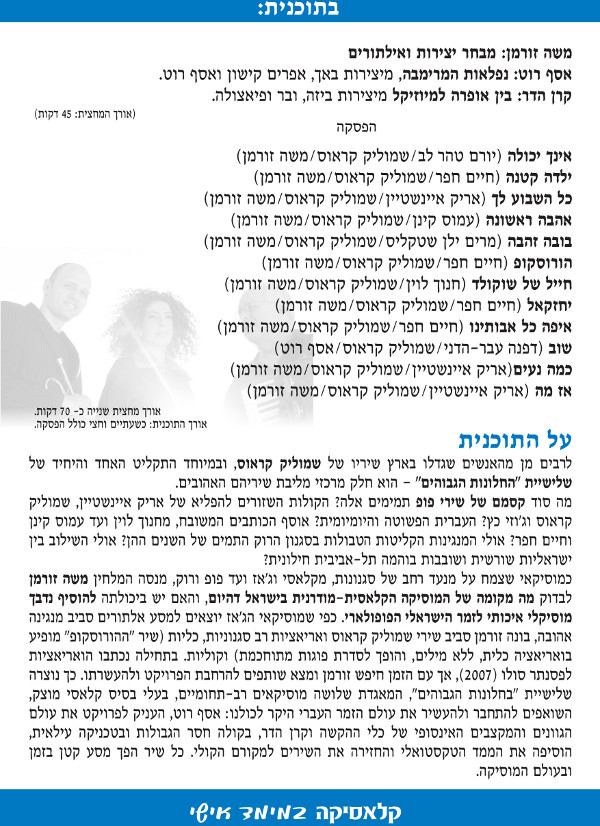 בתוכנית:
משה זורמן: מבחר יצירות ואילתורים
אסף רוט: נפלאות המרימבה, מיצירות באך, אפרים קישון ואסף רוט.
קרן הדר: בין אופרה למיוזיקל מיצירות ביזה, ובר ופיאצולה.
(אורך המחצית: 45 דקות)
הפסקה
אינך יכולה (יורם טהר לב/שמוליק קראוס/משה זורמן)
ילדה קטנה (חיים חפר/שמוליק קראוס/משה זורמן)
כל השבוע לך (אריק איינשטיין/שמוליק קראוס/משה זורמן)
אהבה ראשונה (עמוס קינן/שמוליק קראוס/משה זורמן)
בובה זהבה (מרים ילן שטקליס/שמוליק קראוס/משה זורמן)
הורוסקופ (חיים חפר/שמוליק קראוס/משה זורמן)
חייל של שוקולד (חנוך לוין/שמוליק קראוס/משה זורמן)
יחזקאל (חיים חפר/שמוליק קראוס/משה זורמן)
איפה כל אבותינו (חיים חפר/שמוליק קראוס/משה זורמן)
שוב (דפנה עבר-הדני/שמוליק קראוס/אסף רוט)
כמה נעים(אריק איינשטיין/שמוליק קראוס/משה זורמן)
אז מה (אריק איינשטיין/שמוליק קראוס/משה זורמן)
אורך מחצית שנייה כ- 70 דקות.
אורך התוכנית: כשעתיים וחצי כולל הפסקה.
על התוכנית
לרבים מן מהאנשים שגדלו בארץ שיריו של שמוליק קראוס, ובמיוחד התקליט האחד והיחיד של
שלישיית "החלונות הגבוהים" - הוא חלק מרכזי מליבת שיריהם האהובים.
מה סוד קסמם של שירי פופ תמימים אלה? הקולות השזורים להפליא של אריק איינשטיין, שמוליק
קראוס וג'וזי כץ? העברית הפשוטה והיומיומית? אוסף הכותבים המשובח, מחנוך לוין ועד עמוס קינן
וחיים חפר? אולי המנגינות הקליטות הטבולות בסגנון הרוק התמים של השנים ההן? אולי השילוב בין
ישראליות שורשית ושובבות בוהמה תל-אביבית חילונית?
כמוסיקאי שצמח על מנעד רחב של סגנונות, מקלאסי וג'אז ועד פופ ורוק, מנסה המלחין משה זורמן
לבדוק מה מקומה של המוסיקה הקלאסית-מודרנית בישראל דהיום, והאם יש ביכולתה להוסיף נדבך
מוסיקלי איכותי לזמר הישראלי הפופולארי. כפי שמוסיקאי הג'אז יוצאים למסע אלתורים סביב מנגינה
אהובה, בונה זורמן סביב שירי שמוליק קראוס ואריאציות רב סגנוניות, כליות (שיר "ההורוסקופ" מופיע
בואריאציה כלית, ללא מילים, והופך לסדרת פוגות מתוחכמת) וקוליות. בתחילה נכתבו הואריאציות
לפסנתר סולו (2007), אך עם הזמן חיפש זורמן ומצא שותפים להרחבת הפרויקט ולהעשרתו. כך נוצרה
שלישיית "בחלונות הגבוהים", המאגדת שלושה מוסיקאים רב-תחומיים, בעלי בסיס קלאסי מוצק,
השואפים להתחבר ולהעשיר את עולם הזמר העברי היקר לכולנו: אסף רוט, העניק לפרויקט את עולם
הגוונים והמקצבים האינסופי של כלי ההקשה וקרן הדר, בקולה חסר הגבולות ובטכניקה עילאית,
הוסיפה את הממד הטקסטואלי והחזירה את השירים למקורם הקולי. כל שיר הפך מסע קטן בזמן
ובעולם המוסיקה.
קלאסיקה במימד אישי